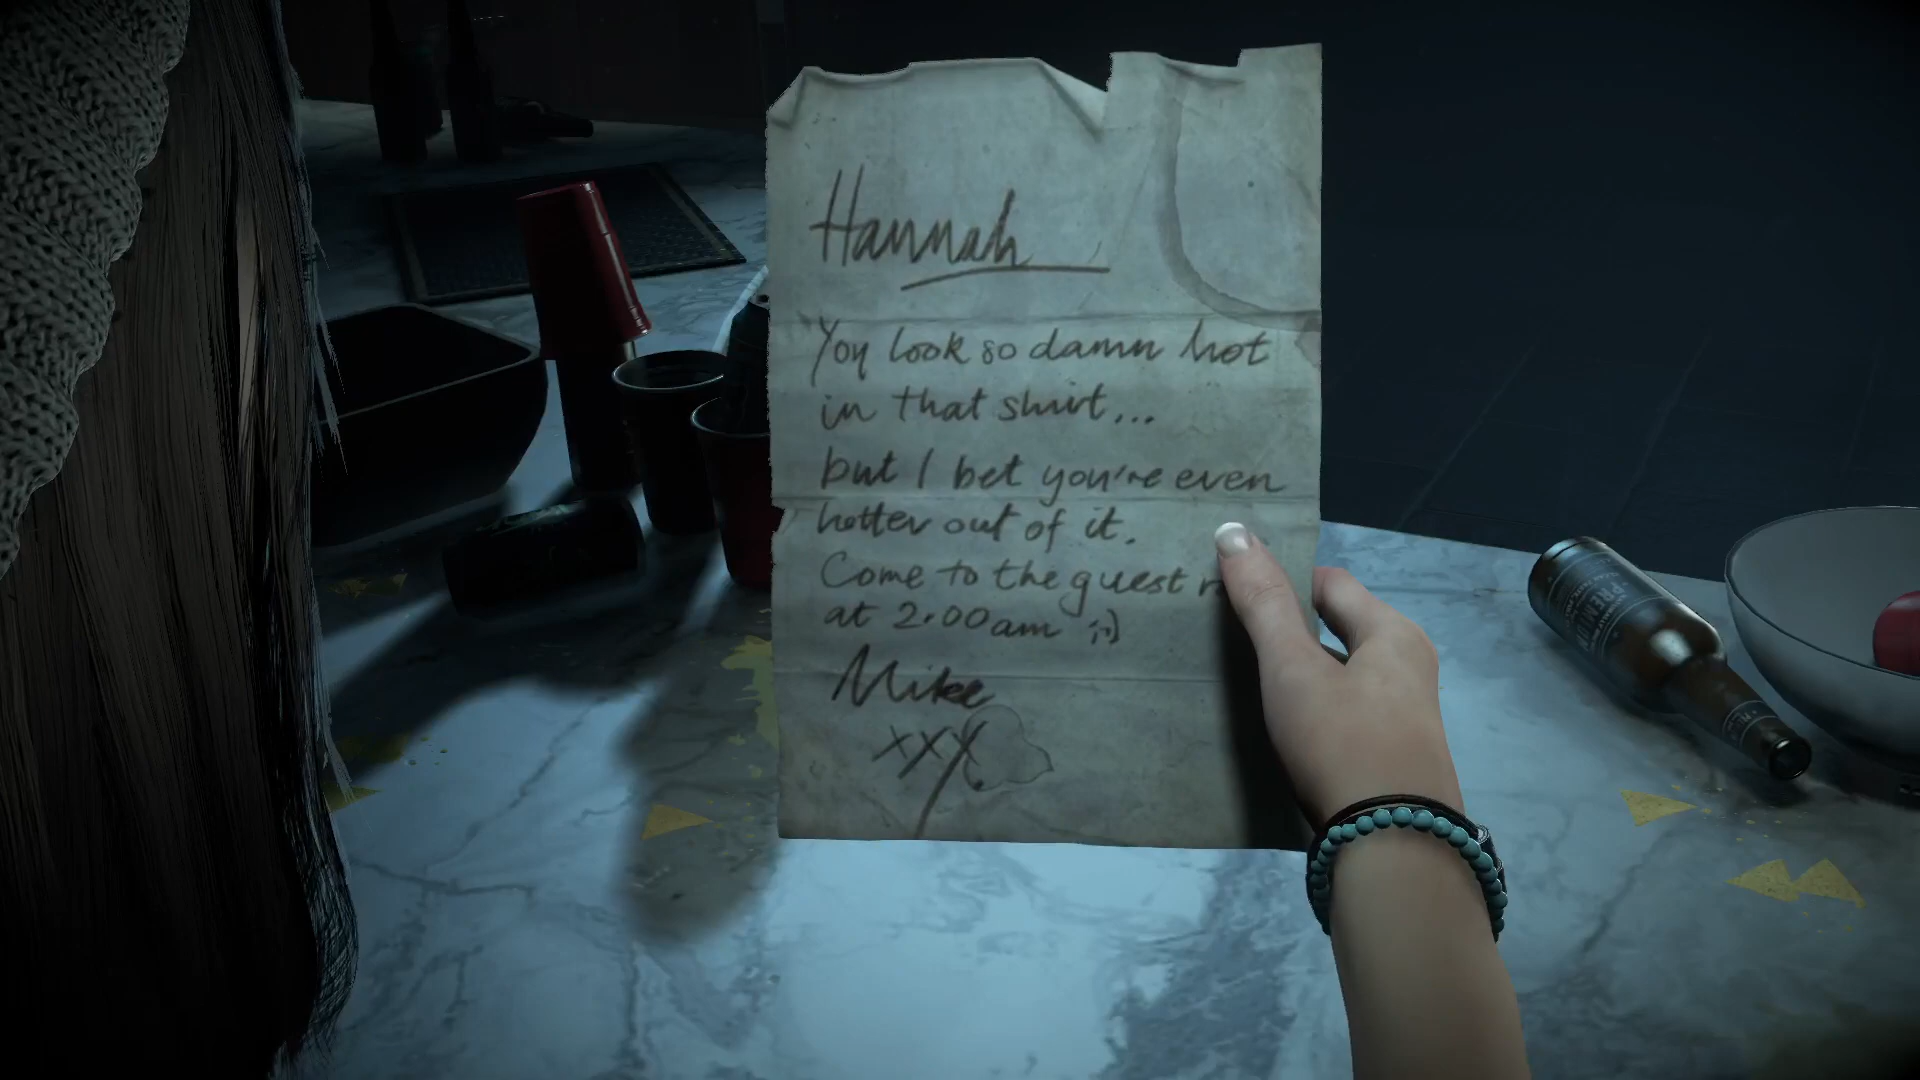 Hannah
You look so damn hot
in that shirt...
but I bet you're even
hotter out of it.
Come to the guest r
at 2.00am ;)
Mike
xxx
PREMIUM